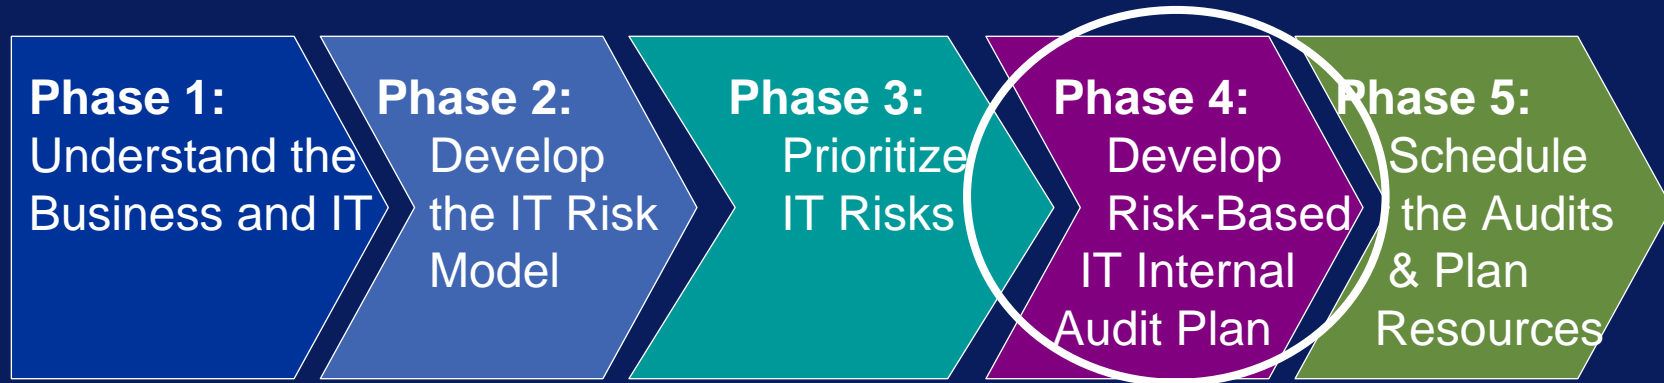 Phase 1:
Understand the
Business and IT
Phase 2:
Develop
the IT Risk
Model
Phase 3:
Prioritize
IT Risks
Phase 4:
Develop
Risk-Based
IT Internal
Audit Plan
Phase 5:
Schedule
the Audits
& Plan
Resources